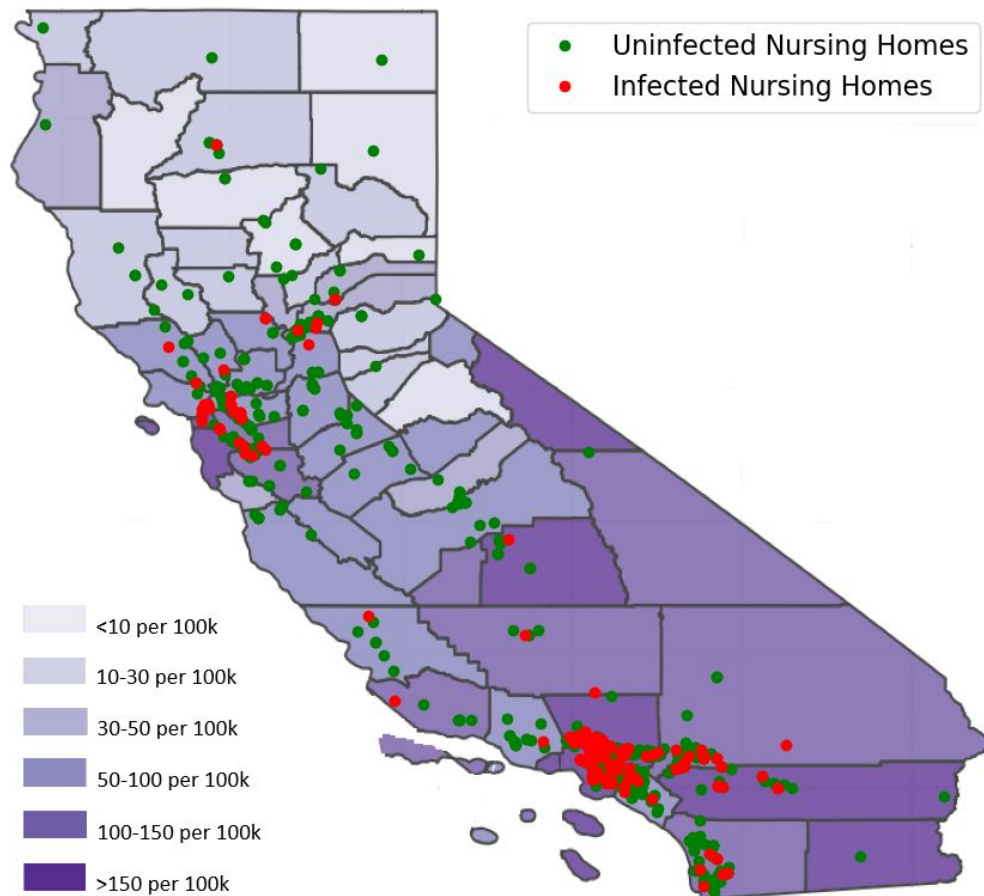 Uninfected Nursing Homes
Infected Nursing Homes
<10 per 100k
10-30 per 100k
30-50 per 100k
50-100 per 100k
100-150 per 100k
>150 per 100k